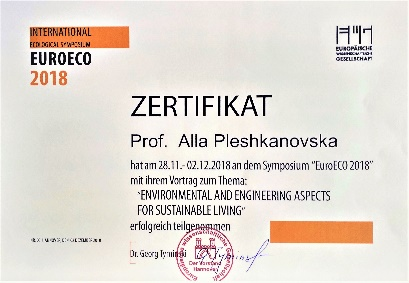 INTERNATIONAL
ECOLOGICAL SYMPOSIUM
EUROECO
2018
EUROPÄISCHE
WISSENSCHAFTLICHE
GESELLSCHAFT
ZERTIFIKAT
Prof. Alla Pleshkanovska
hat am 28.11.- 02.12.2018 an dem Symposium "EuroECO 2018"
mit ihrem Vortrag zum Thema:
"ENVIRONMENTAL AND ENGINEERING ASPECTS
FOR SUSTAINABLE LIVING"
erfolgreich teilgenommen
Dr. Georg Tyminski
Der Vorstand
Hannover